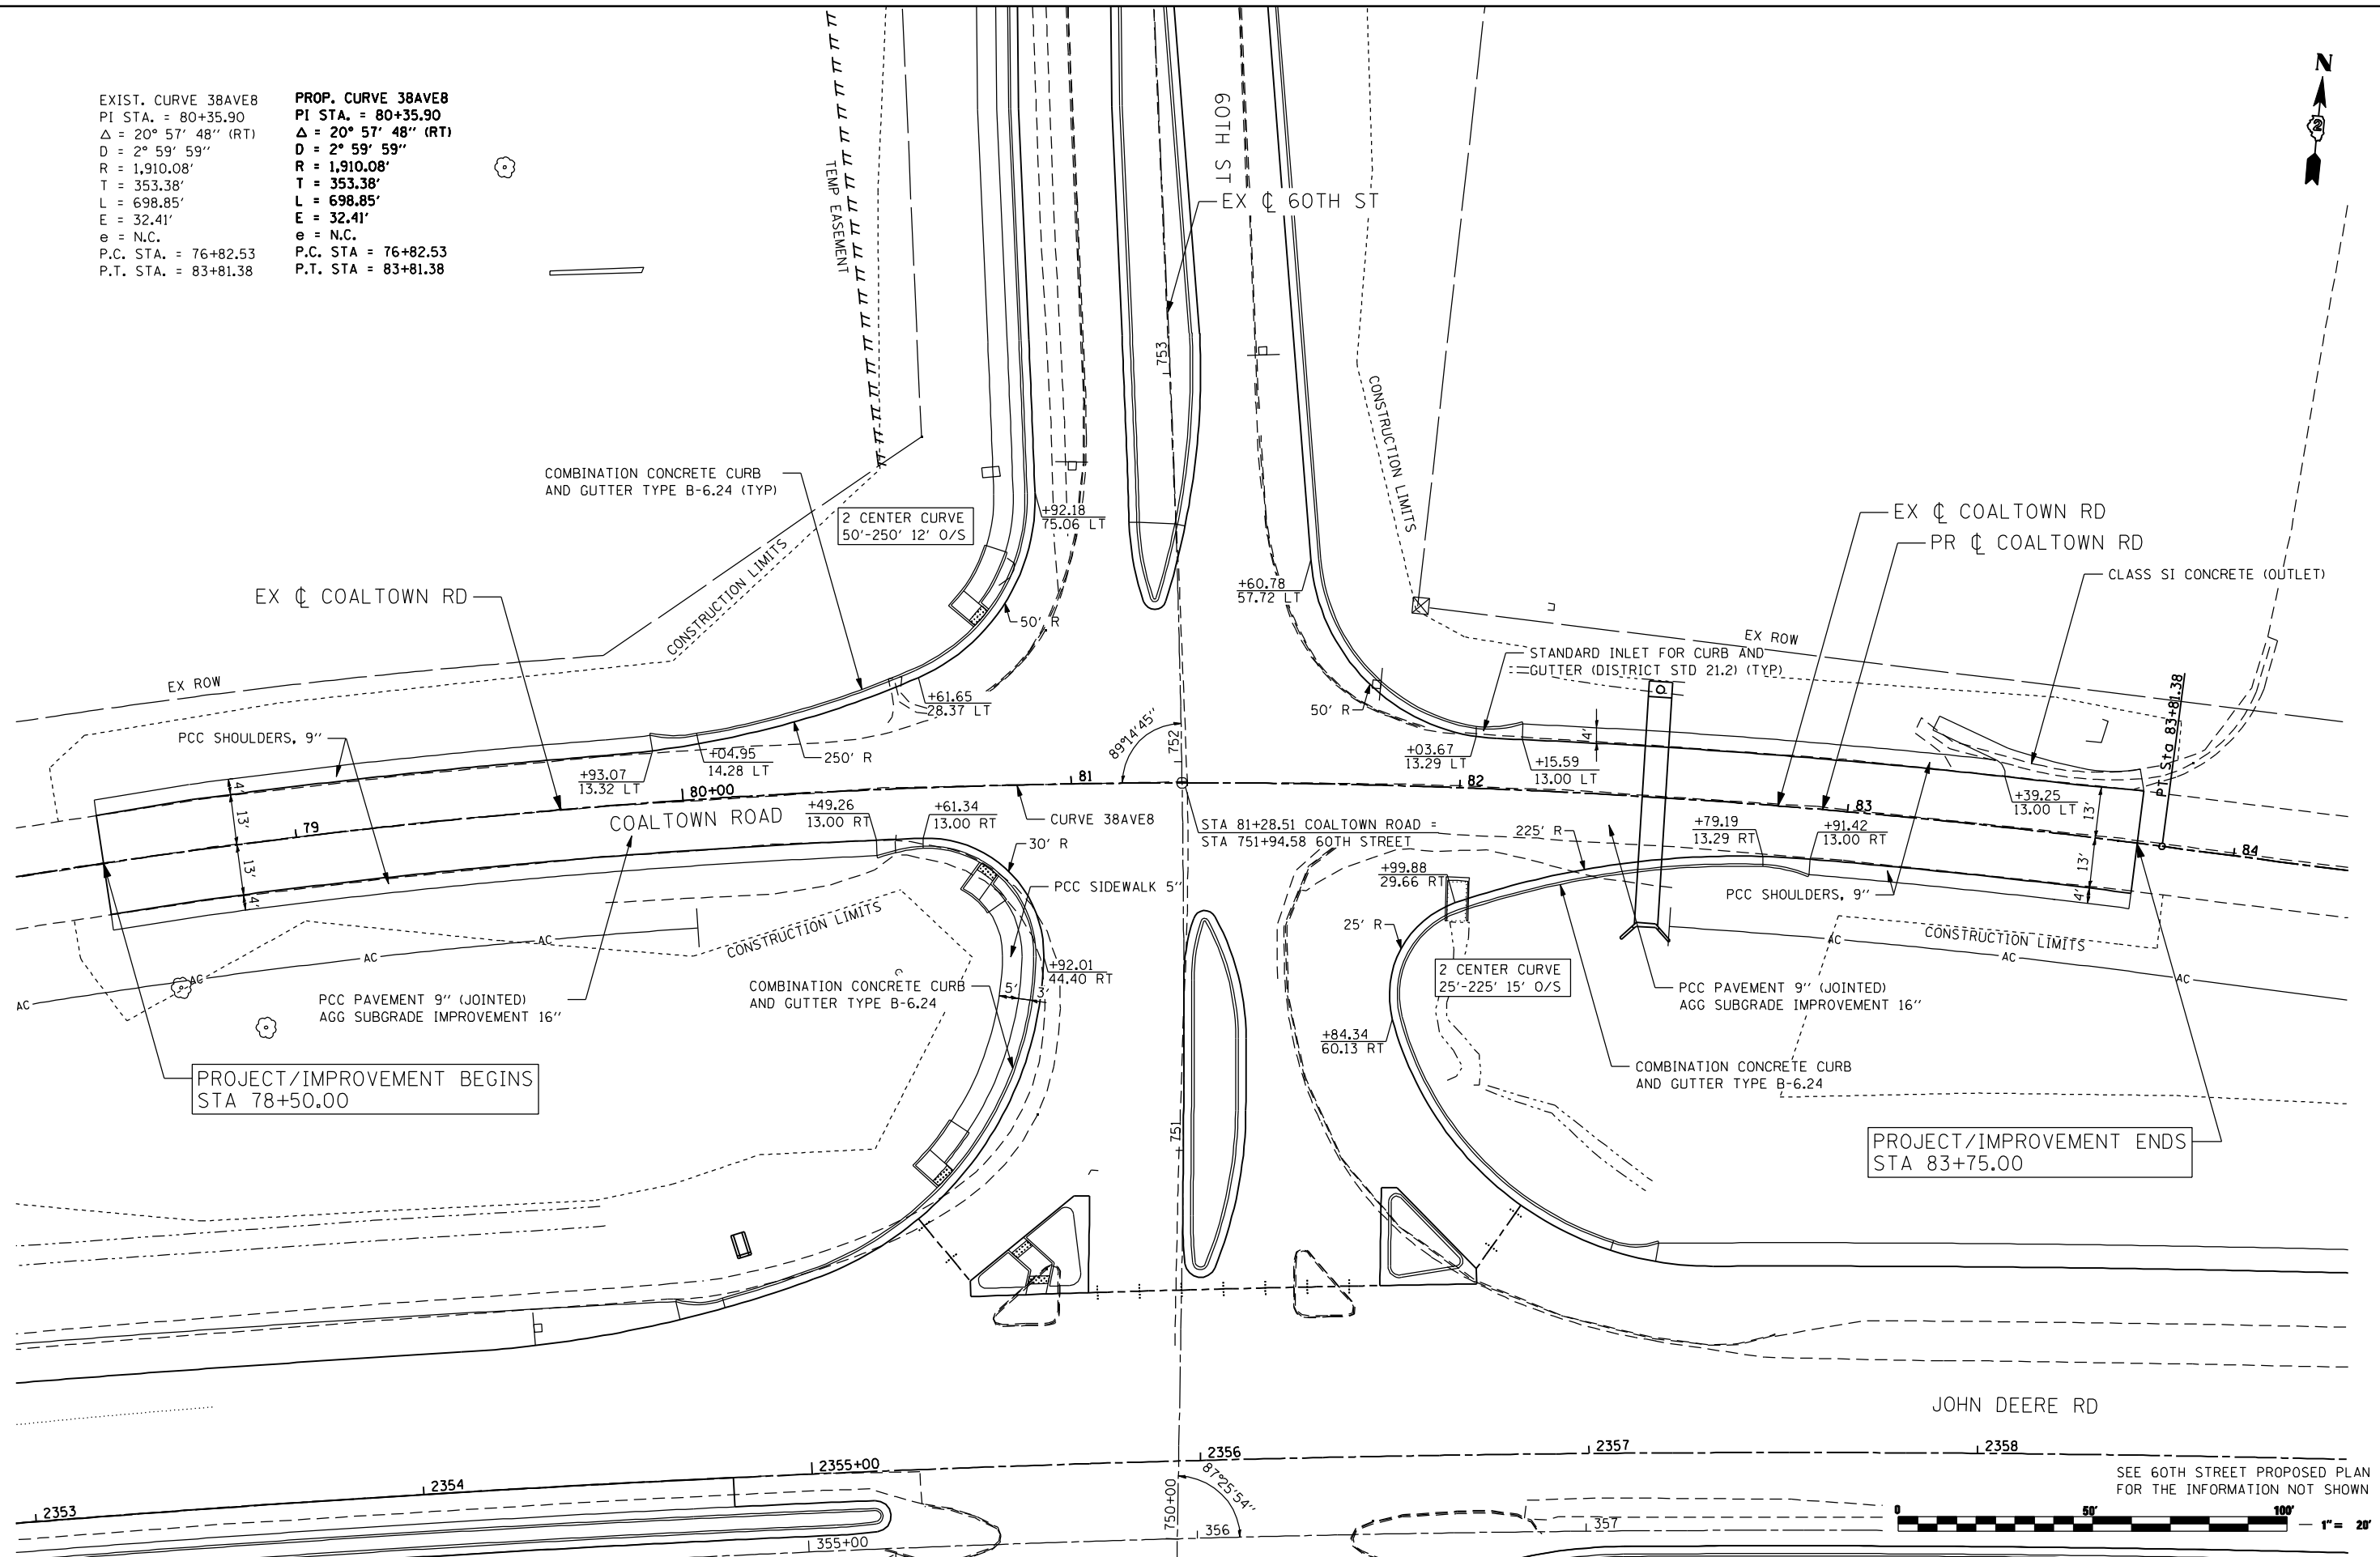 EXIST. CURVE 38AVE8
PI STA. = 80+35.90
Δ = 20° 57' 48'' (RT)
D = 2° 59' 59''
R = 1,910.08'
T = 353.38'
L = 698.85'
E = 32.41'
e = N.C.
P.C. STA. = 76+82.53
P.T. STA. = 83+81.38
PROP. CURVE 38AVE8
PI STA. = 80+35.90
Δ = 20° 57' 48'' (RT)
D = 2° 59' 59''
R = 1,910.08'
T = 353.38'
L = 698.85'
E = 32.41'
e = N.C.
P.C. STA = 76+82.53
P.T. STA = 83+81.38
N
2
TEMP EASEMENT
60TH ST
EX ℄ 60TH ST
753
CONSTRUCTION LIMITS
COMBINATION CONCRETE CURB
AND GUTTER TYPE B-6.24 (TYP)
2 CENTER CURVE
50'-250' 12' O/S
+92.18
75.06 LT
EX ℄ COALTOWN RD
PR ℄ COALTOWN RD
CLASS SI CONCRETE (OUTLET)
EX ℄ COALTOWN RD
CONSTRUCTION LIMITS
50' R
+60.78
57.72 LT
EX ROW
STANDARD INLET FOR CURB AND
GUTTER (DISTRICT STD 21.2) (TYP)
EX ROW
+61.65
28.37 LT
50' R
PT Sta 83+81.38
PCC SHOULDERS, 9''
+04.95
14.28 LT
250' R
+93.07
13.32 LT
89°14'45''
752
+03.67
13.29 LT
+15.59
13.00 LT
4'
4'
13'
13'
4'
79
80+00
81
82
83
84
+39.25
13.00 LT
13'
13'
4'
COALTOWN ROAD
+49.26
13.00 RT
+61.34
13.00 RT
CURVE 38AVE8
30' R
STA 81+28.51 COALTOWN ROAD =
STA 751+94.58 60TH STREET
225' R
+79.19
13.29 RT
+91.42
13.00 RT
+99.88
29.66 RT
PCC SIDEWALK 5''
PCC SHOULDERS, 9''
25' R
CONSTRUCTION LIMITS
CONSTRUCTION LIMITS
AC
AC
AC
AC
AC
AC
AC
+92.01
44.40 RT
5'
3'
2 CENTER CURVE
25'-225' 15' O/S
PCC PAVEMENT 9'' (JOINTED)
AGG SUBGRADE IMPROVEMENT 16''
COMBINATION CONCRETE CURB
AND GUTTER TYPE B-6.24
PCC PAVEMENT 9'' (JOINTED)
AGG SUBGRADE IMPROVEMENT 16''
+84.34
60.13 RT
PROJECT/IMPROVEMENT BEGINS
STA 78+50.00
COMBINATION CONCRETE CURB
AND GUTTER TYPE B-6.24
751
PROJECT/IMPROVEMENT ENDS
STA 83+75.00
JOHN DEERE RD
2353
2354
2355+00
2356
2357
2358
87°25'54''
750+00
355+00
356
357
SEE 60TH STREET PROPOSED PLAN
FOR THE INFORMATION NOT SHOWN
0
50'
100'
1''= 20'